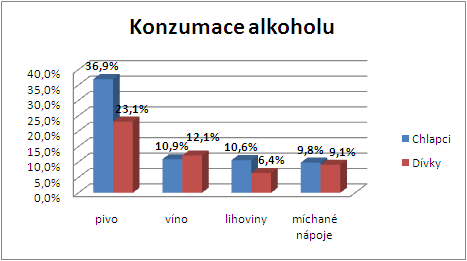 Konzumace alkoholu
40,0%
35,0%
30,0%
25,0%
20,0%
15,0%
10,0%
5,0%
0,0%
36,9%
23,1%
10,9%
12,1%
10,6%
6,4%
9,8%
9,1%
pivo
víno
lihoviny
míchané
nápoje
Chlapci
Dívky